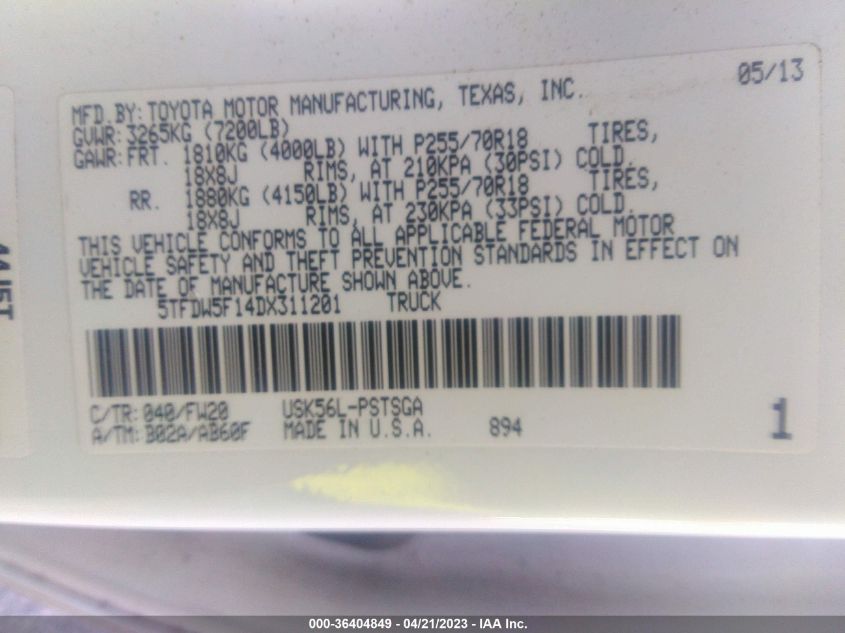 05/13
MFD.BY: TOYOTA MOTOR MANUFACTURING, TEXAS, INC.
GVWR: 3265KG (7200LB)
GAWR: FRT. 1810KG (4000LB) WITH P255/70R18 TIRES,
18X8J RIMS, AT 210KPA (30PSI) COLD.
RR. 1880KG (4150LB) WITH P255/70R18 TIRES,
18X8J RIMS, AT 230KPA (33PSI) COLD.
THIS VEHICLE CONFORMS TO ALL APPLICABLE FEDERAL MOTOR
VEHICLE SAFETY AND THEFT PREVENTION STANDARDS IN EFFECT ON
THE DATE OF MANUFACTURE SHOWN ABOVE.
5TFDW5F14DX311201 TRUCK
C/TR: 040/FW20 USK56L-PSTSGA
A/TM: B02A/AB60F MADE IN U.S.A. 894
1
000-36404849 - 04/21/2023 - IAA Inc.